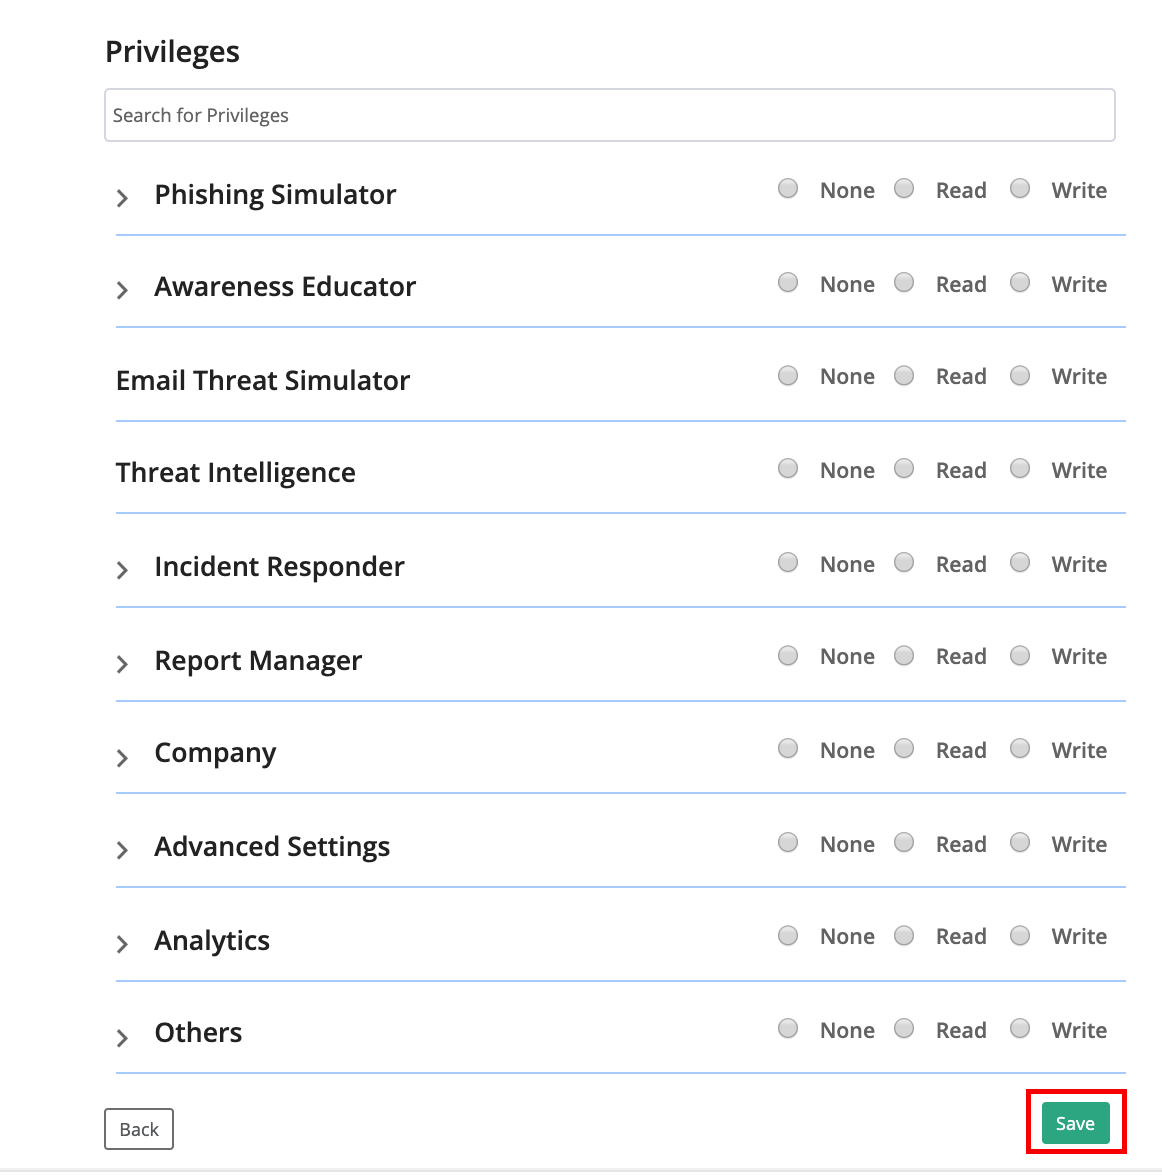 Privileges
Search for Privileges
Phishing Simulator None Read Write
Awareness Educator None Read Write
Email Threat Simulator None Read Write
Threat Intelligence None Read Write
Incident Responder None Read Write
Report Manager None Read Write
Company None Read Write
Advanced Settings None Read Write
Analytics None Read Write
Others None Read Write
Back Save